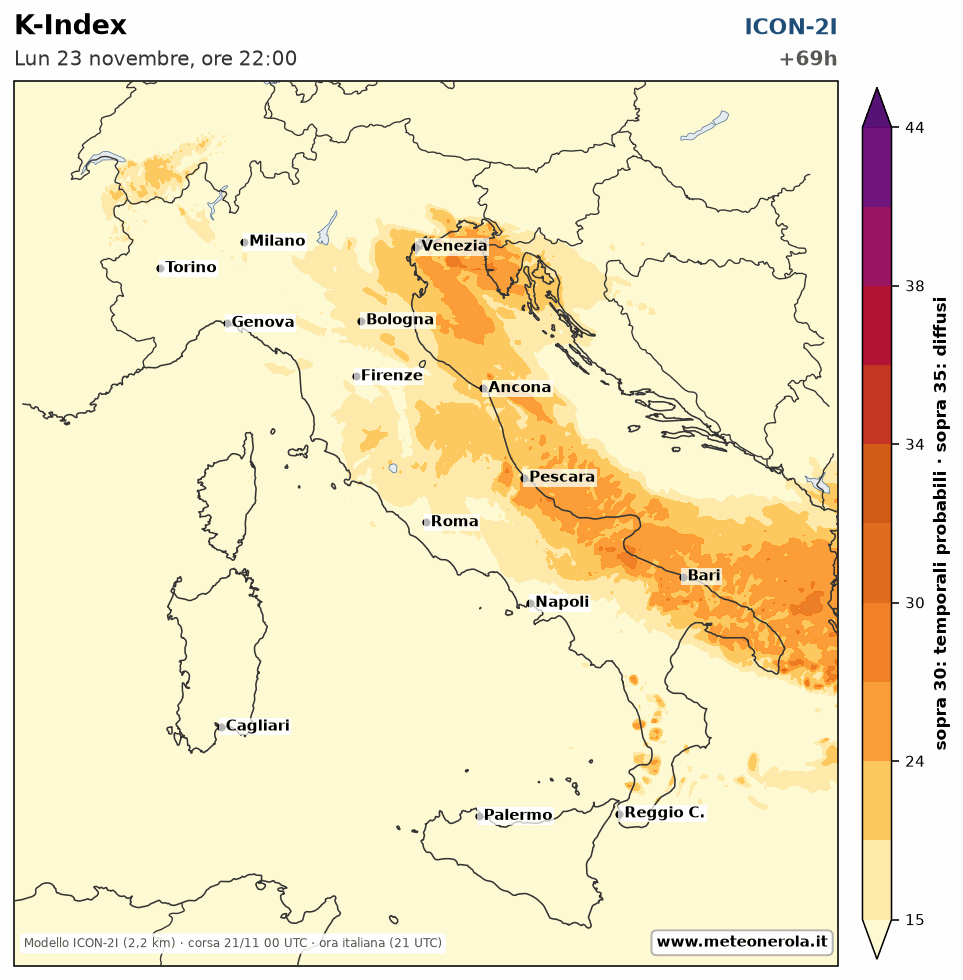 K-Index
ICON-2I
Lun 23 novembre, ore 22:00
+69h
44
Venezia
Milano
Torino
38
Genova
Bologna
Firenze
Ancona
34
Pescara
Roma
Bari
30
Napoli
Cagliari
24
Palermo
Reggio C.
15
sopra 30: temporali probabili · sopra 35: diffusi
Modello ICON-2I (2,2 km) · corsa 21/11 00 UTC · ora italiana (21 UTC)
www.meteonerola.it